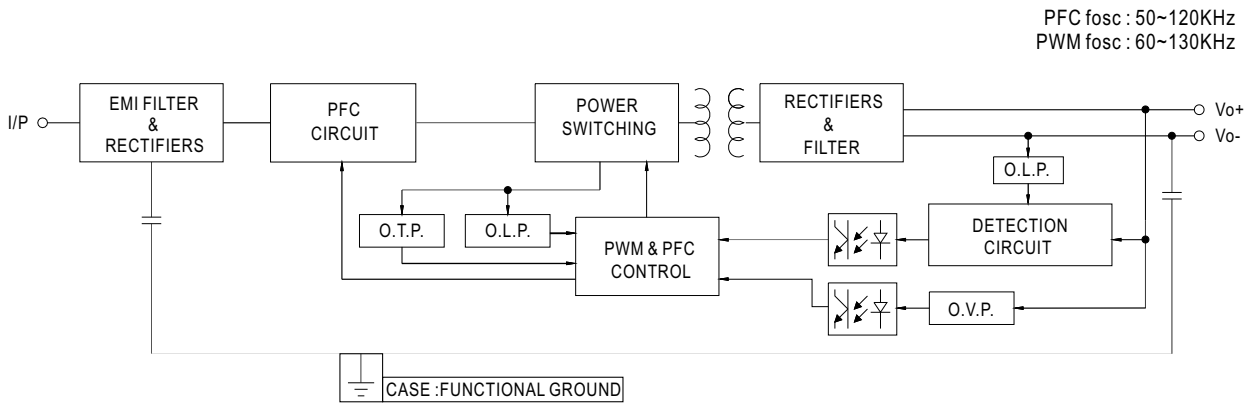 PFC fosc : 50~120KHz
PWM fosc : 60~130KHz
I/P
EMI FILTER
&
RECTIFIERS
PFC
CIRCUIT
POWER
SWITCHING
RECTIFIERS
&
FILTER
Vo+
Vo-
O.L.P.
O.T.P.
O.L.P.
PWM & PFC
CONTROL
DETECTION
CIRCUIT
O.V.P.
CASE :FUNCTIONAL GROUND